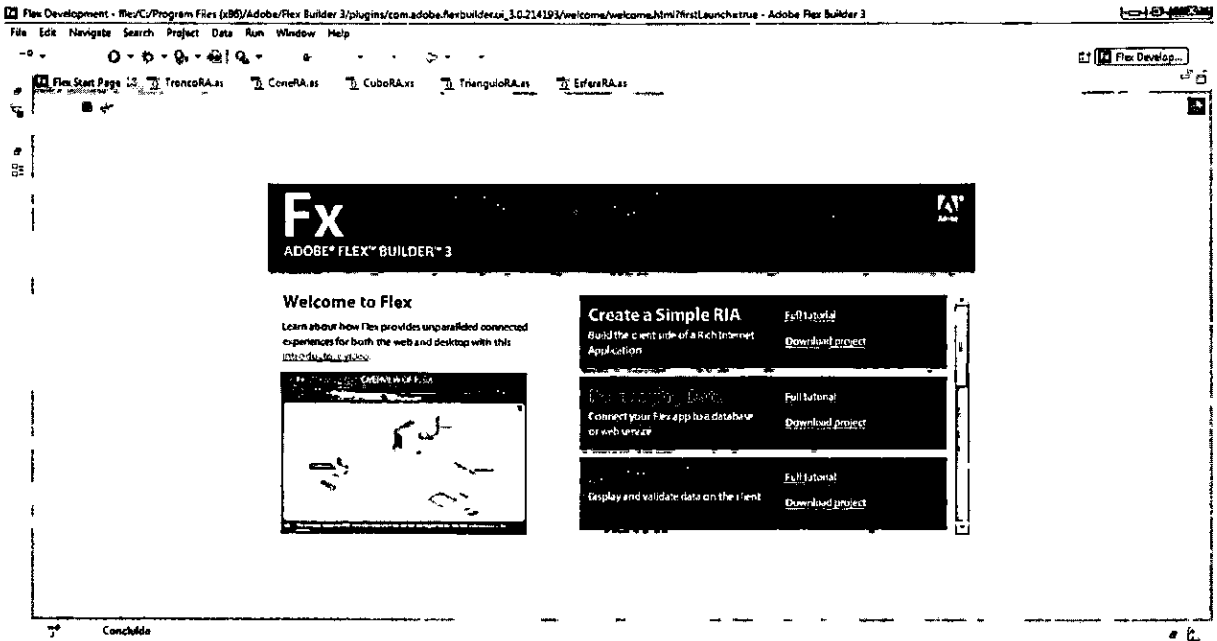 Flex Development - file:/C:/Program Files (x86)/Adobe/Flex Builder 3/plugins/com.adobe.flexbuilder.ui_3.0.214193/welcome/welcome.html?firstLaunch=true - Adobe Flex Builder 3
File Edit Navigate Search Project Data Run Window Help
Flex Develop...
Flex Start Page TroncoRA.as ConeRA.as CuboRA.as TrianguloRA.as EsferaRA.as
Fx
ADOBE® FLEX™ BUILDER™ 3
Adobe
Welcome to Flex
Learn about how Flex provides unparalleled connected
experiences for both the web and desktop with this
introductory video.
OVERVIEW OF FLEX
Create a Simple RIA
Build the client side of a Rich Internet
Application
Full tutorial
Download project
Connect your Flex app to a database
or web service
Full tutorial
Download project
Display and validate data on the client
Full tutorial
Download project
Concluído